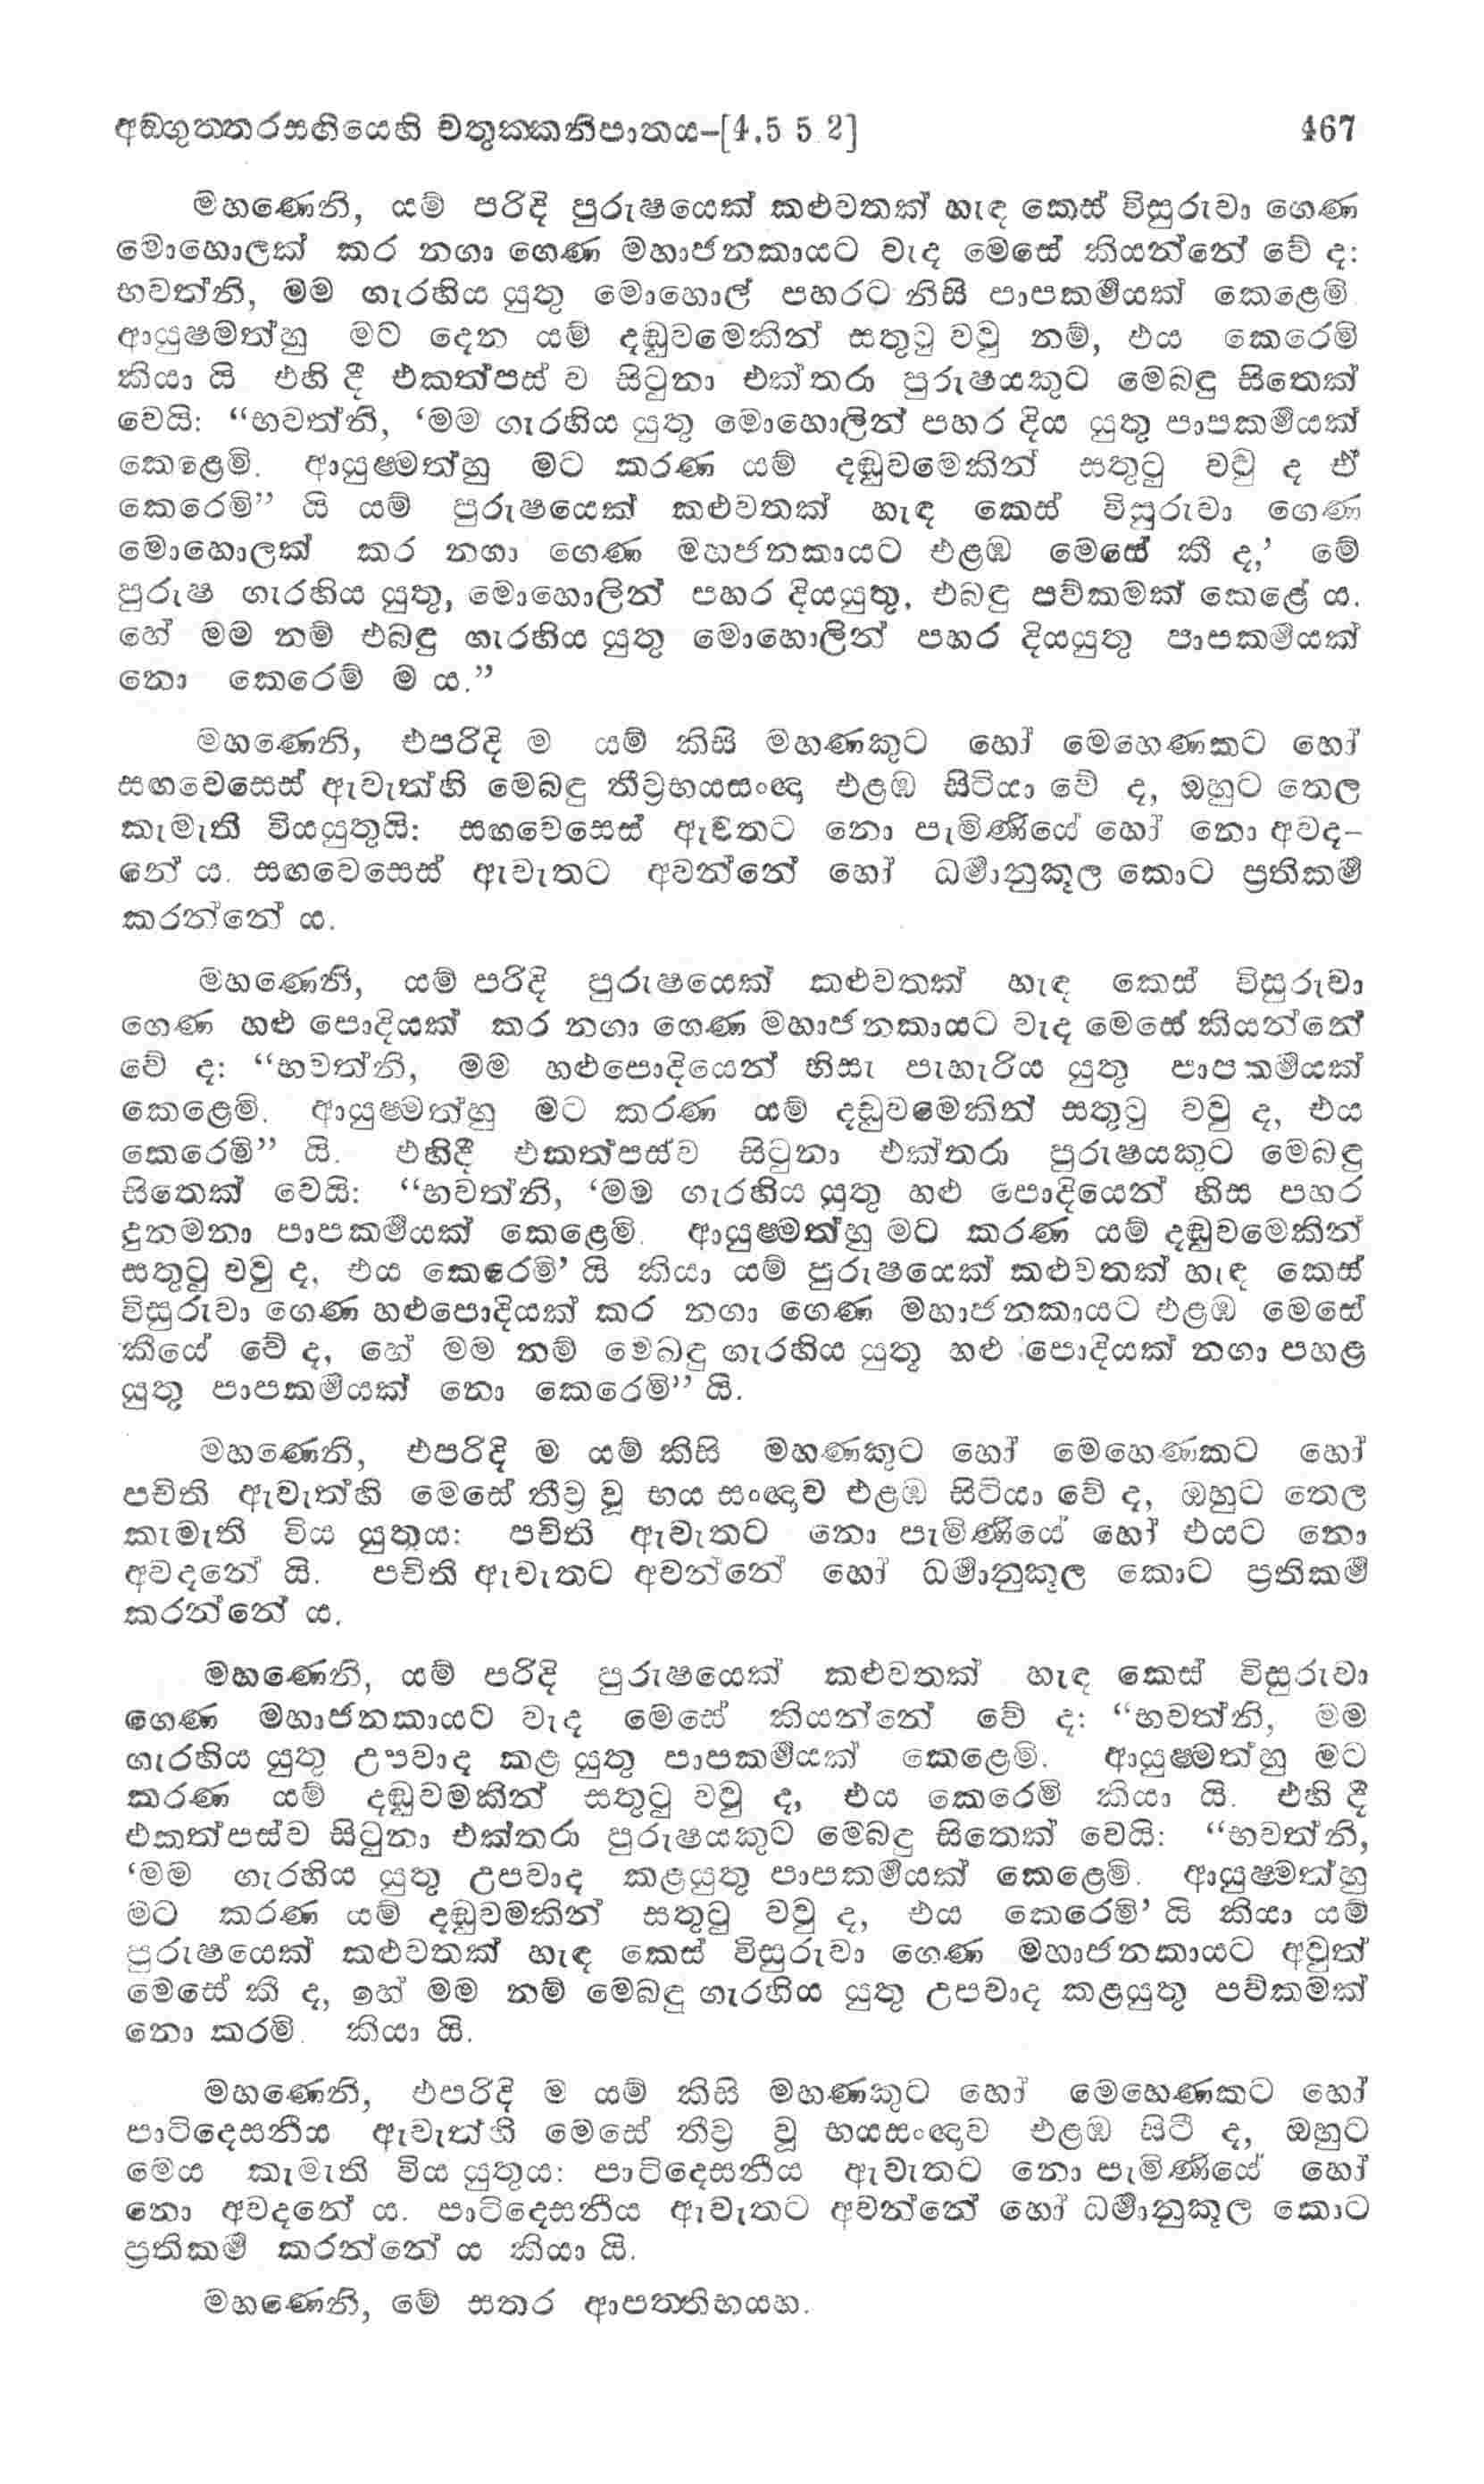 අඞගුත්තරසඟියෙහි චතුක්කනිපාතය–[4.5 5 2] 467
මහණෙනි, යම් පරිදි පුරුෂයෙක් කළුවතක් හැඳ කෙස් විසුරුවා ගෙණ
මොහොලක් කර නගා ගෙණ මහාජනකායට වැද මෙසේ කියන්නේ වේ ද:
භවත්නි, මම ගැරහිය යුතු මොහොල් පහරට නිසි පාපකර්මයක් කෙළෙමි.
ආයුෂ්මත්හු මට දෙන යම් දඬුවමෙකින් සතුටු වවු නම්, එය කෙරෙමි
කියා යි එහි දී එකත්පස් ව සිටුනා එක්තරා පුරුෂයකුට මෙබඳු සිතෙක්
වෙයි: “භවත්නි, ‘මම ගැරහිය යුතු මොහොලින් පහර දිය යුතු පාපකර්මයක්
කෙළෙමි. ආයුෂ්මත්හු මට කරණ යම් දඬුවමෙකින් සතුටු වවු ද ඒ
කෙරෙමි” යි යම් පුරුෂයෙක් කළුවතක් හැඳ කෙස් විසුරුවා ගෙණ
මොහොලක් කර නගා ගෙණ මහජනකායට එළඹ මෙසේ කී ද,’ මේ
පුරුෂ ගැරහිය යුතු, මොහොලින් පහර දියයුතු, එබඳු පව්කමක් කෙළේ ය.
හේ මම නම් එබඳු ගැරහිය යුතු මොහොලින් පහර දියයුතු පාපකර්මයක්
නො කෙරෙම් ම ය.”
මහණෙනි, එපරිදි ම යම් කිසි මහණකුට හෝ මෙහෙණකට හෝ
සඟවෙසෙස් ඇවැත්හි මෙබඳු තීව්‍රභයසංඥා එළඹ සිටියා වේ ද, ඔහුට තෙල
කැමැති වියයුතුයි: සඟවෙසෙස් ඇවතට නො පැමිණියේ හෝ නො අවද–
නේ ය. සඟවෙසෙස් ඇවැතට අවන්නේ හෝ ධර්මානුකූල කොට ප්‍රතිකර්ම
කරන්නේ ය.
මහණෙනි, යම් පරිදි පුරුෂයෙක් කළුවතක් හැඳ කෙස් විසුරුවා
ගෙණ හළු පොදියක් කර නගා ගෙණ මහාජනකායට වැද මෙසේ කියන්නේ
වේ ද: “භවත්නි, මම හළුපොදියෙන් හිසැ පැහැරිය යුතු පාපකර්මයක්
කෙළෙමි. ආයුෂ්මත්හු මට කරණ යම් දඬුවමෙකින් සතුටු වවු ද, එය
කෙරෙමි” යි. එහිදී එකත්පස්ව සිටුනා එක්තරා පුරුෂයකුට මෙබඳු
සිතෙක් වෙයි: “භවත්නි, ‘මම ගැරහිය යුතු හළු පොදියෙන් හිස පහර
දුනමනා පාපකර්මයක් කෙළෙමි. ආයුෂ්මත්හු මට කරණ යම් දඬුවමෙකින්
සතුටු වවු ද, එය කෙරෙමි’ යි කියා යම් පුරුෂයෙක් කළුවතක් හැඳ කෙස්
විසුරුවා ගෙණ හළුපොදියක් කර නගා ගෙණ මහාජනකායට එළඹ මෙසේ
කීයේ වේ ද, හේ මම නම් මෙබඳු ගැරහිය යුතු හළු පොදියක් නගා පහළ
යුතු පාපකර්මයක් නො කෙරෙමි” යි.
මහණෙනි, එපරිදි ම යම් කිසි මහණකුට හෝ මෙහෙණකට හෝ
පචිති ඇවැත්හි මෙසේ තීව්‍ර වූ භය සංඥාව එළඹ සිටියා වේ ද, ඔහුට තෙල
කැමැති විය යුතුය: පචිති ඇවැතට නො පැමිණියේ හෝ එයට නො
අවදනේ යි. පචිති ඇවැතට අවන්නේ හෝ ධර්මානුකූල කොට ප්‍රතිකර්ම
කරන්නේ ය.
මහණෙනි, යම් පරිදි පුරුෂයෙක් කළුවතක් හැඳ කෙස් විසුරුවා
ගෙණ මහාජනකායට වැද මෙසේ කියන්නේ වේ ද: “භවත්නි, මම
ගැරහිය යුතු උපවාද කළ යුතු පාපකර්මයක් කෙළෙමි. ආයුෂ්මත්හු මට
කරණ යම් දඬුවමකින් සතුටු වවු ද, එය කෙරෙමි කියා යි. එහි දී
එකත්පස්ව සිටුනා එක්තරා පුරුෂයකුට මෙබඳු සිතෙක් වෙයි: “භවත්නි,
‘මම ගැරහිය යුතු උපවාද කළයුතු පාපකර්මයක් කෙළෙමි. ආයුෂ්මත්හු
මට කරණ යම් දඬුවමකින් සතුටු වවු ද, එය කෙරෙමි’ යි කියා යම්
පුරුෂයෙක් කළුවතක් හැඳ කෙස් විසුරුවා ගෙණ මහාජනකායට අවුත්
මෙසේ කී ද, හේ මම නම් මෙබඳු ගැරහිය යුතු උපවාද කළයුතු පව්කමක්
නො කරමි. කියා යි.
මහණෙනි, එපරිදි ම යම් කිසි මහණකුට හෝ මෙහෙණකට හෝ
පාටිදෙසනීය ඇවැත්හි මෙසේ තීව්‍ර වූ භයසංඥාව එළඹ සිටී ද, ඔහුට
මෙය කැමැති විය යුතුය: පාටිදෙසනීය ඇවැතට නො පැමිණියේ හෝ
නො අවදනේ ය. පාටිදෙසනීය ඇවැතට අවන්නේ හෝ ධර්මානුකූල කොට
ප්‍රතිකර්ම කරන්නේ ය කියා යි.
මහණෙනි, මේ සතර ආපත්තිභයහ.